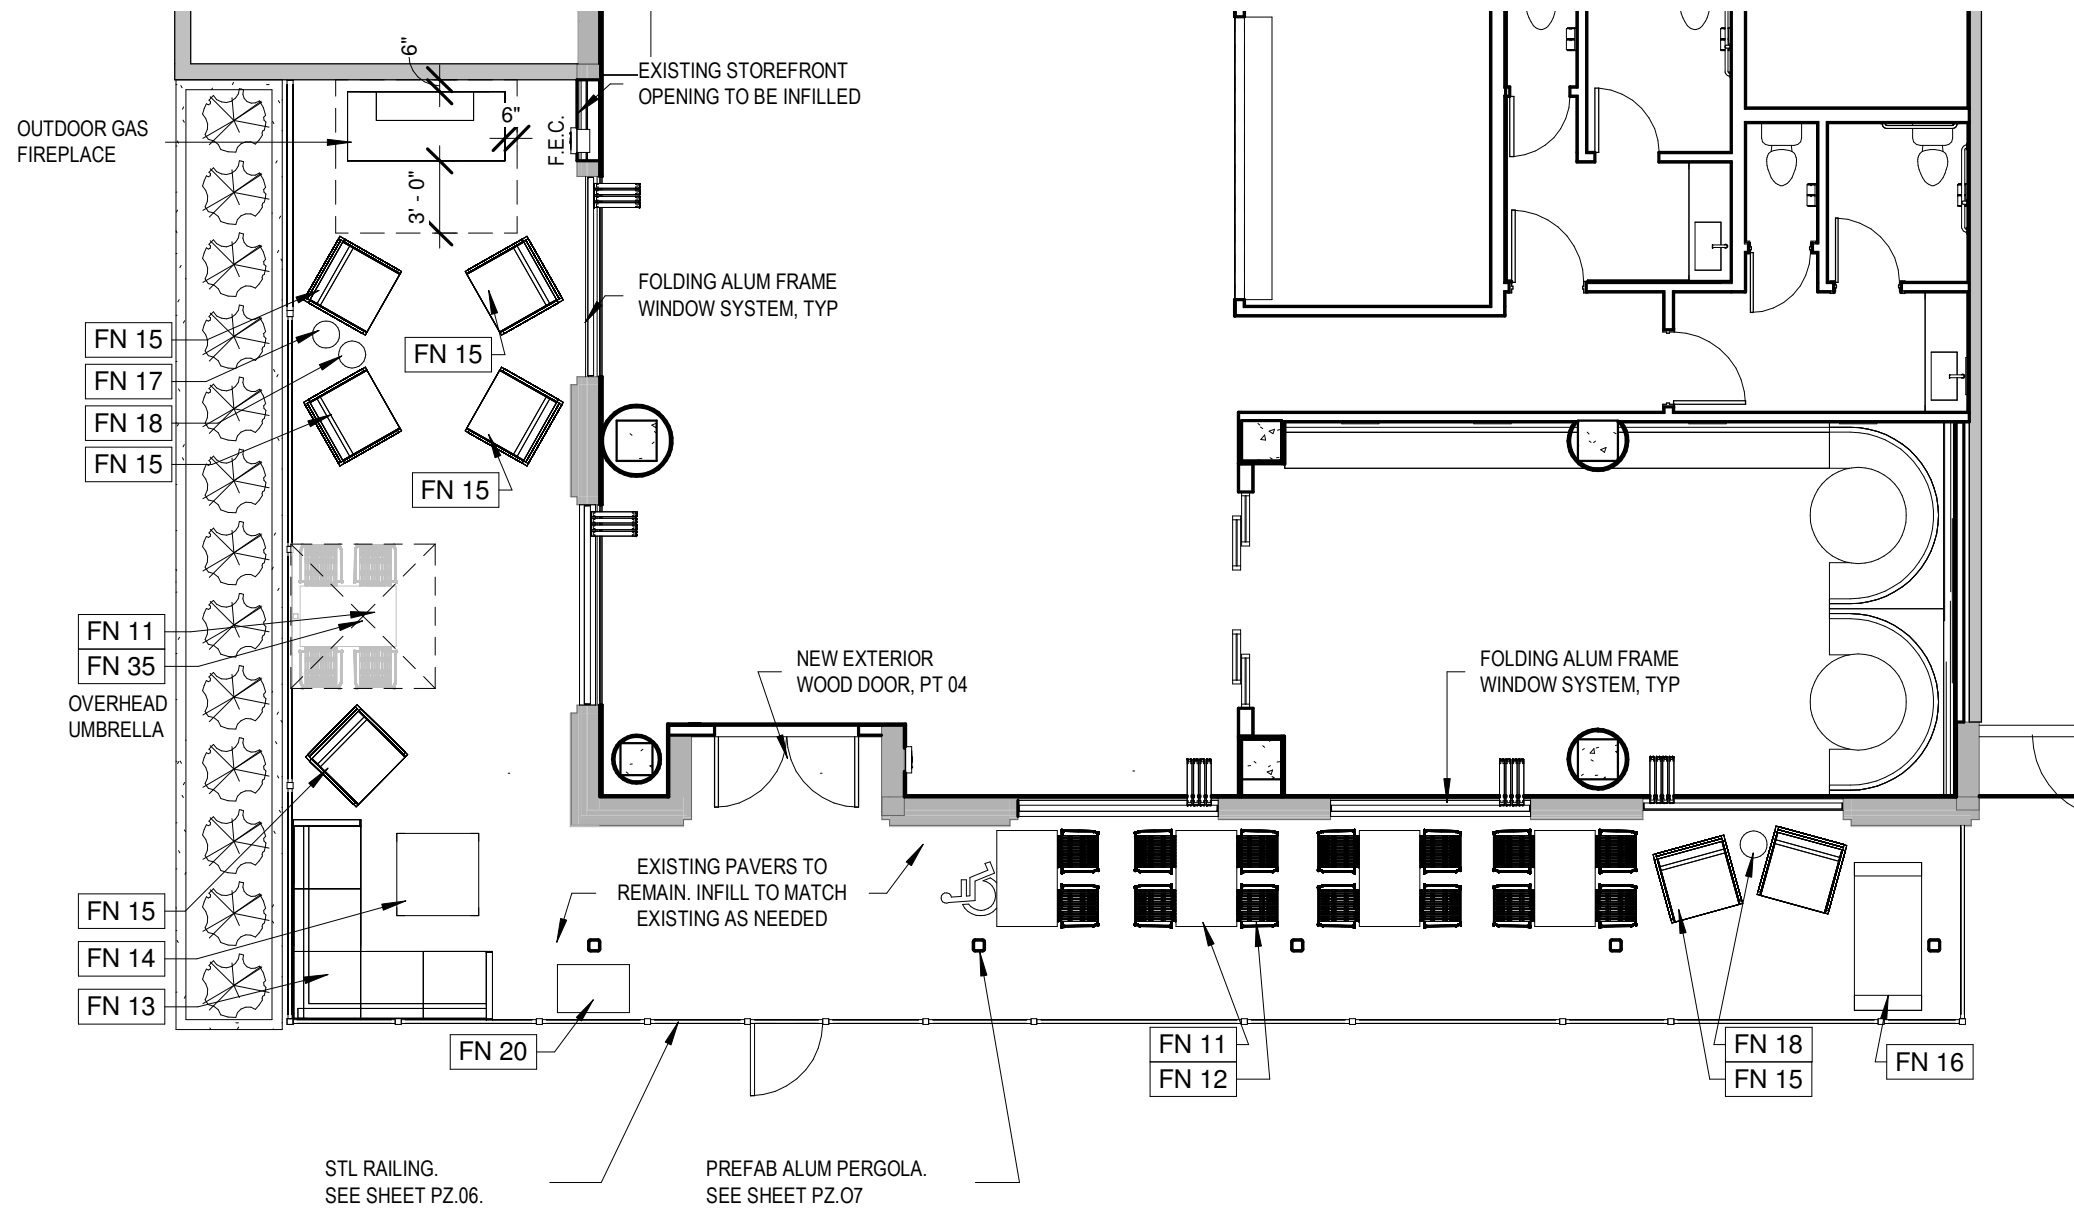 6"
EXISTING STOREFRONT
OPENING TO BE INFILLED
6"
OUTDOOR GAS
FIREPLACE
F.E.C.
3' - 0"
FOLDING ALUM FRAME
WINDOW SYSTEM, TYP
FN 15
FN 15
FN 17
FN 18
FN 15
FN 15
FN 11
FN 35
OVERHEAD
UMBRELLA
NEW EXTERIOR
WOOD DOOR, PT 04
FOLDING ALUM FRAME
WINDOW SYSTEM, TYP
EXISTING PAVERS TO
REMAIN. INFILL TO MATCH
EXISTING AS NEEDED
FN 15
FN 14
FN 13
FN 20
FN 11
FN 12
FN 18
FN 15
FN 16
STL RAILING.
SEE SHEET PZ.06.
PREFAB ALUM PERGOLA.
SEE SHEET PZ.O7